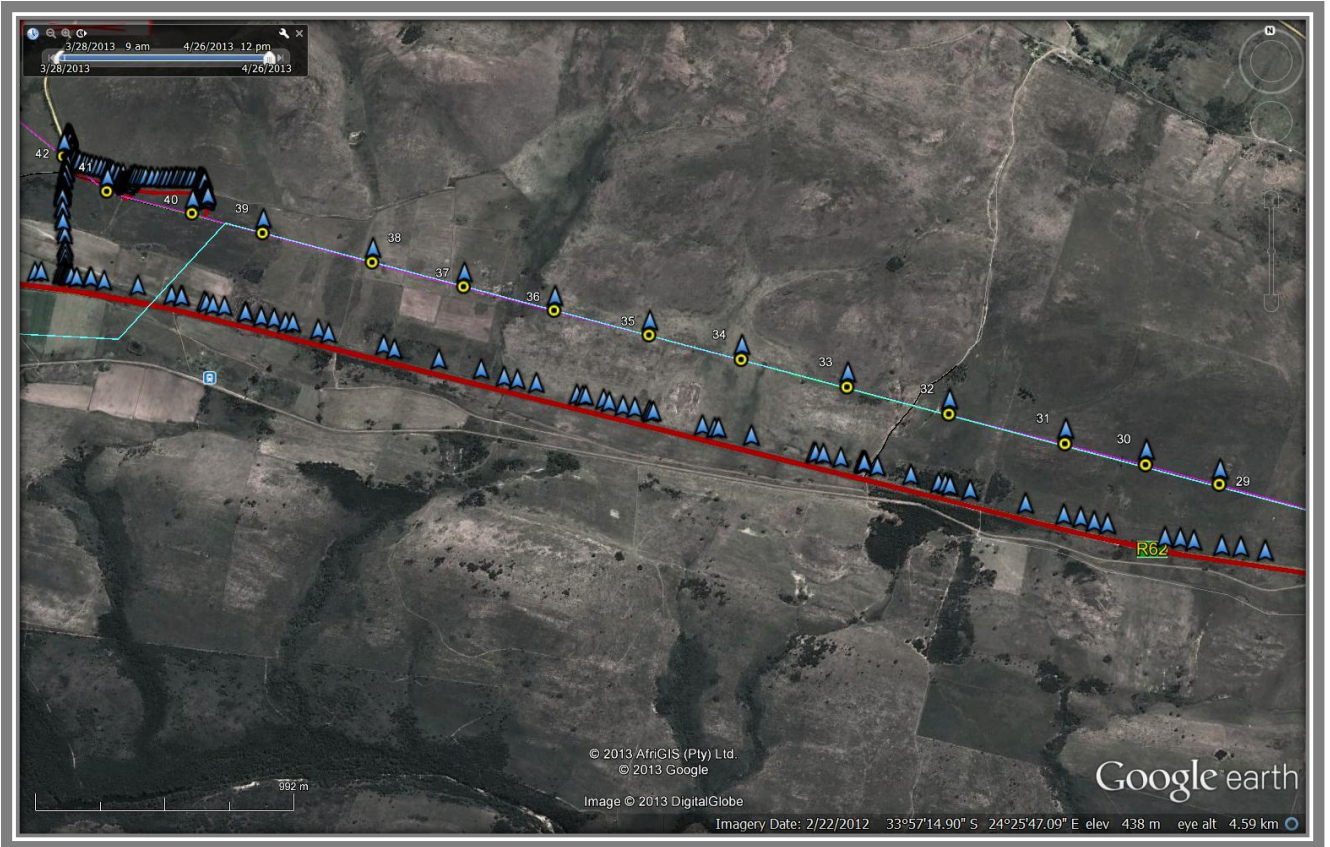 3/28/2013 9 am 4/26/2013 12 pm
3/28/2013 4/26/2013
N
42
41
40
39
38
37
36
35
34
33
32
31
30
29
R62
© 2013 AfriGIS (Pty) Ltd.
© 2013 Google
Google earth
992 m
Image © 2013 DigitalGlobe
Imagery Date: 2/22/2012 33°57'14.90" S 24°25'47.09" E elev 438 m eye alt 4.59 km